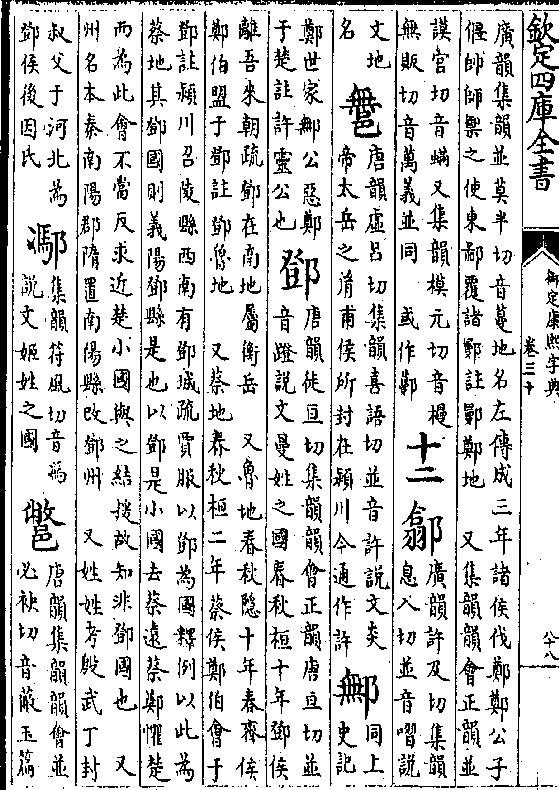 欽定四庫全書
御定康熙字典
卷三十
廣韻集韻並莫半切音蔓地名左傳成三年諸侯伐鄭鄭公子
偃師師禦之使東鄙覆諸鄤註鄤鄭地 又集韻韻會正韻並
謨官切音瞞又集韻模元切音樠
無販切音萬義並同 或作鄸
十二
䣱
廣韻許及切集韻
息入切並音噏說
文地
名
鄦
唐韻虛呂切集韻喜語切並音許說文炎
帝太岳之胄甫侯所封在潁川今通作許
鄦
同上
史記
鄭世家鄦公惡鄭
于楚註許靈公也
鄧
唐韻徒亘切集韻韻會正韻唐亘切並
音蹬說文曼姓之國春秋桓十年鄧侯
離吾來朝疏鄧在南地屬衡岳 又魯地春秋隱十年春齊侯
鄭伯盟于鄧註鄧魯地 又蔡地春秋桓二年蔡侯鄭伯會于
鄧註潁川召陵縣西南有鄧城疏賈服以鄧為國釋例以此為
蔡地其鄧國則義陽鄧縣是也以鄧是小國去蔡遠蔡鄭懼楚
而為此會不當反求近楚小國與之結援故知非鄧國也 又
州名本秦南陽郡隋置南陽縣改鄧州 又姓姓考殷武丁封
叔父于河北為
鄧侯後因氏
䣝
集韻符風切音馮
說文姬姓之國
鄨
唐韻集韻韻會並
必袂切音蔽玉篇